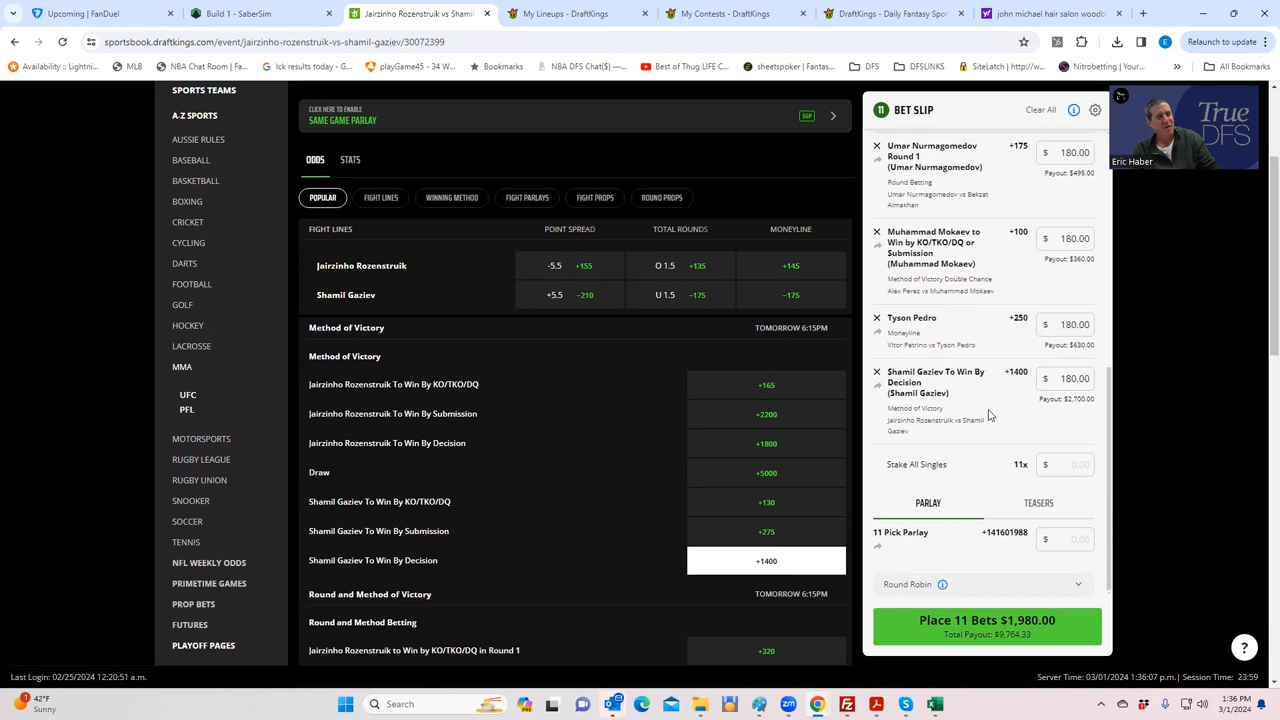 Upcoming | FanDuel
Build 1 - SaberSim
Jairzinho Rozenstruik vs Shamil
My Lineups - DraftKings
My Contests - DraftKings
DraftKings - DraftKings Captain
john michael hair salon woodb
sportsbook.draftkings.com/event/jairzinho-rozenstruik-vs-shamil-gaziev/30072399
Relaunch to update
Availability :: Lightni...
MLB
NBA Chat Room | Fa...
Ick results today - G...
playGame45 - 34 W...
Bookmarks
NBA DFS Chat($) —...
Best of Thug LIFE C...
sheetspoker | Fantas...
DFS
DFSLINKS
SiteLatch | http://w...
Nitrobetting | You...
All Bookmarks
SPORTS TEAMS
A-Z SPORTS
AUSSIE RULES
BASEBALL
BASKETBALL
BOXING
CRICKET
CYCLING
DARTS
FOOTBALL
GOLF
HOCKEY
LACROSSE
MMA
UFC
PFL
MOTORSPORTS
RUGBY LEAGUE
RUGBY UNION
SNOOKER
SOCCER
TENNIS
NFL WEEKLY ODDS
PRIMETIME GAMES
PROP BETS
FUTURES
PLAYOFF PAGES
CLICK HERE TO ENABLE
SAME GAME PARLAY
SGP
ODDS STATS
POPULAR FIGHT LINES WINNING METHOD FIGHT PARLAYS FIGHT PROPS ROUND PROPS
FIGHT LINES POINT SPREAD TOTAL ROUNDS MONEYLINE
Jairzinho Rozenstruik -5.5 +155 O 1.5 +135 +145
Shamil Gaziev +5.5 −210 U 1.5 −175 −175
Method of Victory TOMORROW 6:15PM
Method of Victory
Jairzinho Rozenstruik To Win By KO/TKO/DQ +165
Jairzinho Rozenstruik To Win By Submission +2200
Jairzinho Rozenstruik To Win By Decision +1800
Draw +5000
Shamil Gaziev To Win By KO/TKO/DQ +130
Shamil Gaziev To Win By Submission +275
Shamil Gaziev To Win By Decision +1400
Round and Method of Victory TOMORROW 6:15PM
Round and Method Betting
Jairzinho Rozenstruik to Win by KO/TKO/DQ in Round 1 +320
11 BET SLIP Clear All
Umar Nurmagomedov +175 $ 180.00
Round 1
(Umar Nurmagomedov) Payout: $495.00
Round Betting
Umar Nurmagomedov vs Bekzat
Almakhan
Muhammad Mokaev to +100 $ 180.00
Win by KO/TKO/DQ or
Submission Payout: $360.00
(Muhammad Mokaev)
Method of Victory Double Chance
Alex Perez vs Muhammad Mokaev
Tyson Pedro +250 $ 180.00
Moneyline
Vitor Petrino vs Tyson Pedro Payout: $630.00
Shamil Gaziev To Win By +1400 $ 180.00
Decision
(Shamil Gaziev) Payout: $2,700.00
Method of Victory
Jairzinho Rozenstruik vs Shamil
Gaziev
Stake All Singles 11x $ 0.00
PARLAY TEASERS
11 Pick Parlay +141601988 $ 0.00
Round Robin
Place 11 Bets $1,980.00
Total Payout: $9,764.33
True
DFS
Eric Haber
Last Login: 02/25/2024 12:20:51 a.m.
Server Time: 03/01/2024 1:36:07 p.m.| Session Time: 23:59
42°F
Sunny
Search
1:36 PM
3/1/2024